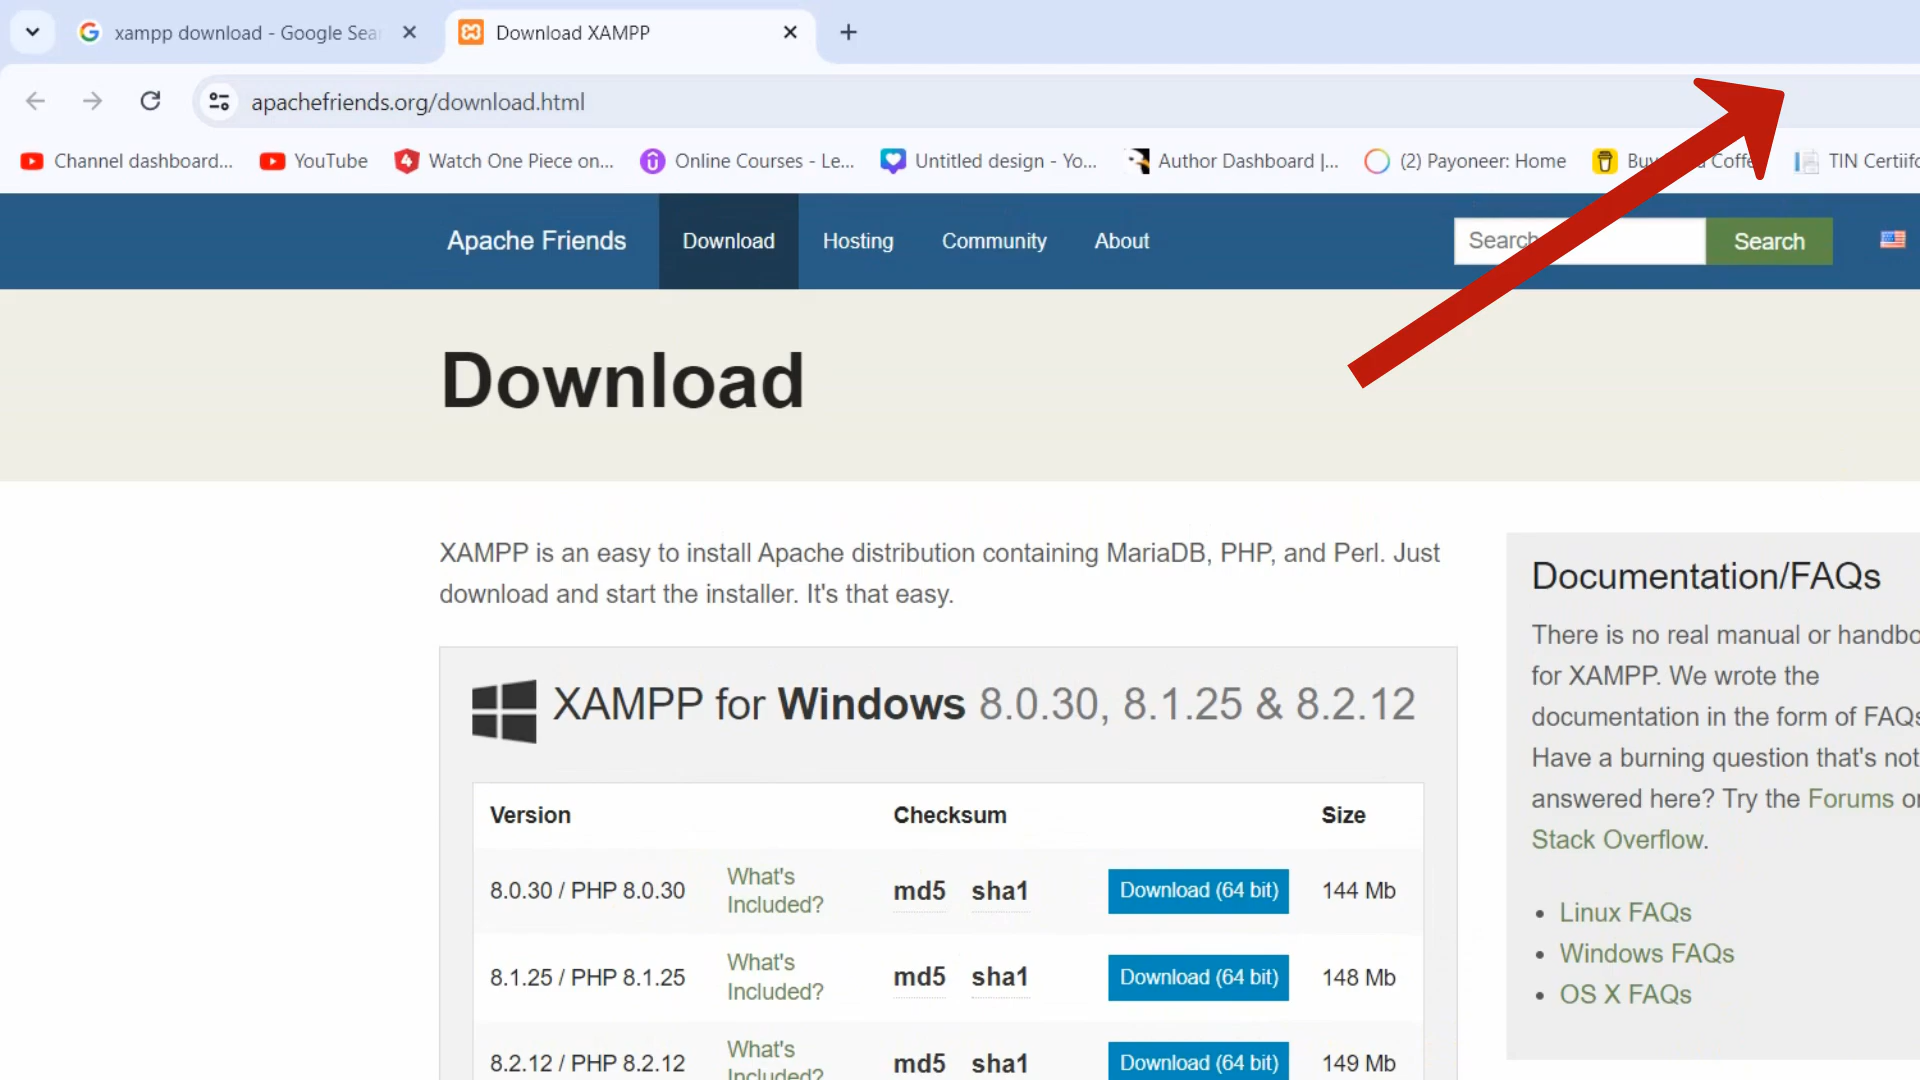 xampp download - Google Sea
Download XAMPP
apachefriends.org/download.html
Channel dashboard...
YouTube
Watch One Piece on...
Online Courses - Le...
Untitled design - Yo...
Author Dashboard |...
(2) Payoneer: Home
TIN Certiifc
Apache Friends
Download
Hosting
Community
About
Search
Search
Download
XAMPP is an easy to install Apache distribution containing MariaDB, PHP, and Perl. Just
download and start the installer. It's that easy.
XAMPP for Windows 8.0.30, 8.1.25 & 8.2.12
Version Checksum Size
8.0.30 / PHP 8.0.30 What's Included? md5 sha1 Download (64 bit) 144 Mb
8.1.25 / PHP 8.1.25 What's Included? md5 sha1 Download (64 bit) 148 Mb
8.2.12 / PHP 8.2.12 What's Included? md5 sha1 Download (64 bit) 149 Mb
Documentation/FAQs
There is no real manual or handbo
for XAMPP. We wrote the
documentation in the form of FAQs
Have a burning question that's not
answered here? Try the Forums or
Stack Overflow.
Linux FAQs
Windows FAQs
OS X FAQs